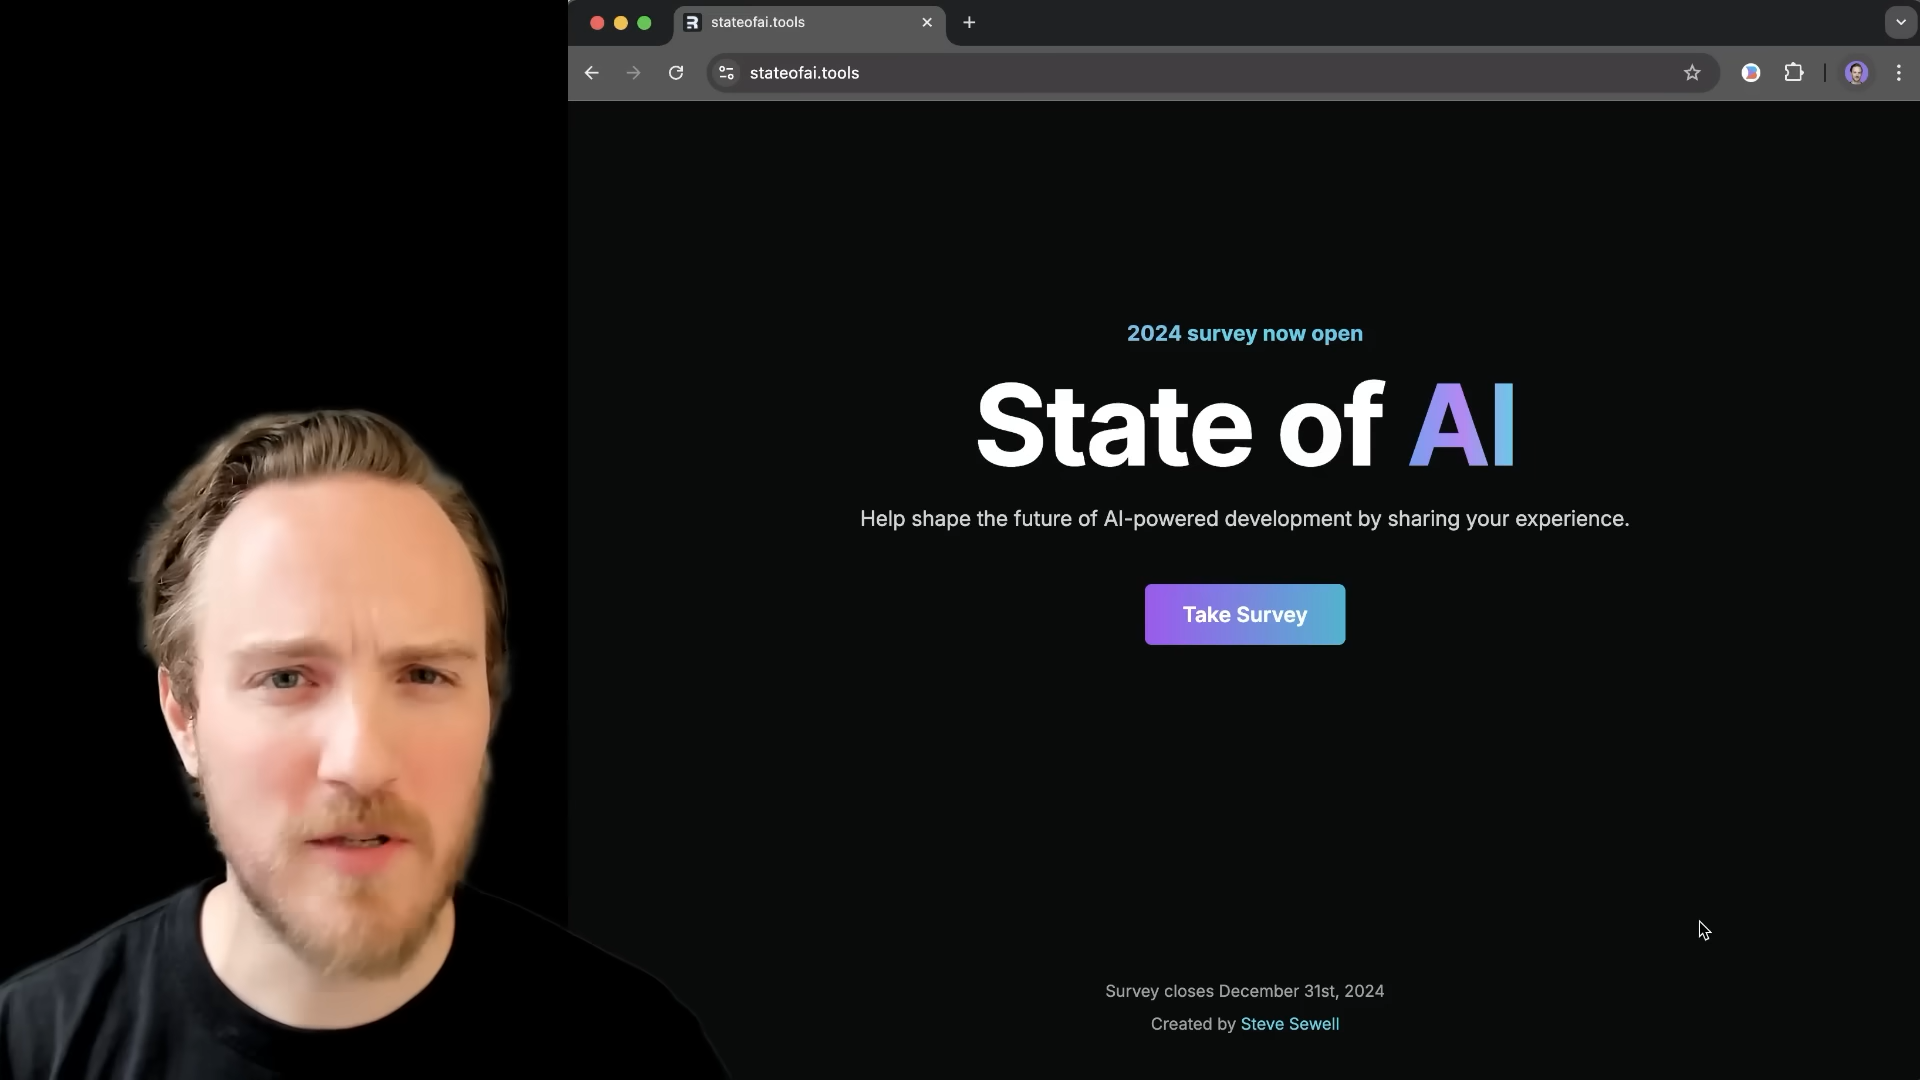 stateofai.tools
stateofai.tools
2024 survey now open
State of AI
Help shape the future of AI-powered development by sharing your experience.
Take Survey
Survey closes December 31st, 2024
Created by Steve Sewell